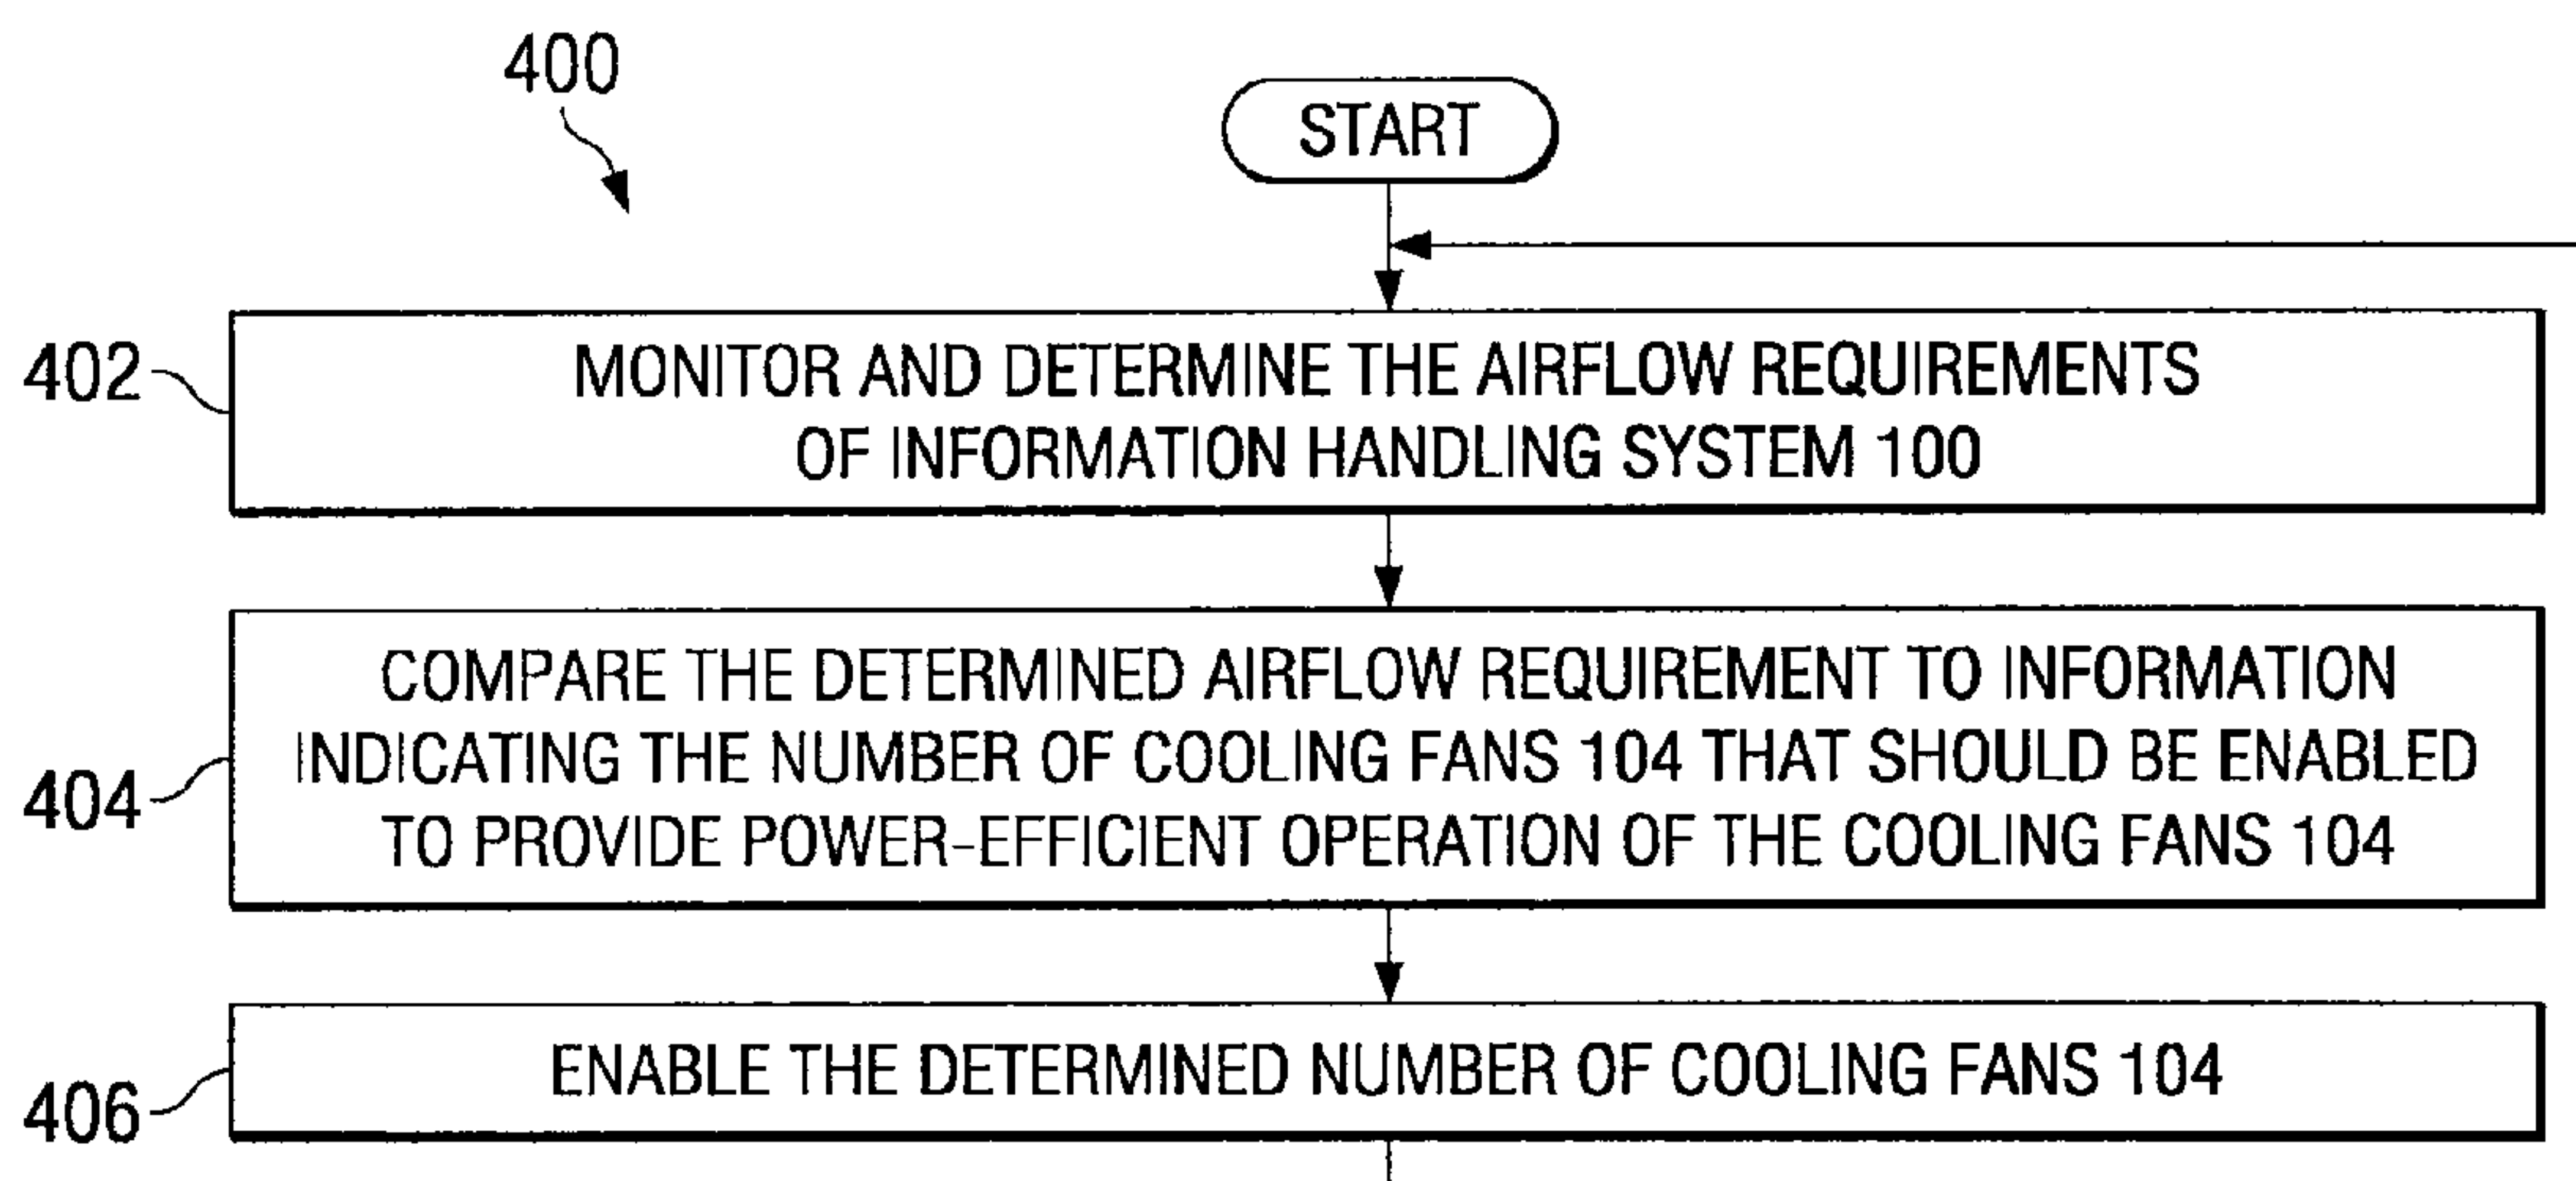 400
START
402
MONITOR AND DETERMINE THE AIRFLOW REQUIREMENTS
OF INFORMATION HANDLING SYSTEM 100
404
COMPARE THE DETERMINED AIRFLOW REQUIREMENT TO INFORMATION
INDICATING THE NUMBER OF COOLING FANS 104 THAT SHOULD BE ENABLED
TO PROVIDE POWER-EFFICIENT OPERATION OF THE COOLING FANS 104
406
ENABLE THE DETERMINED NUMBER OF COOLING FANS 104